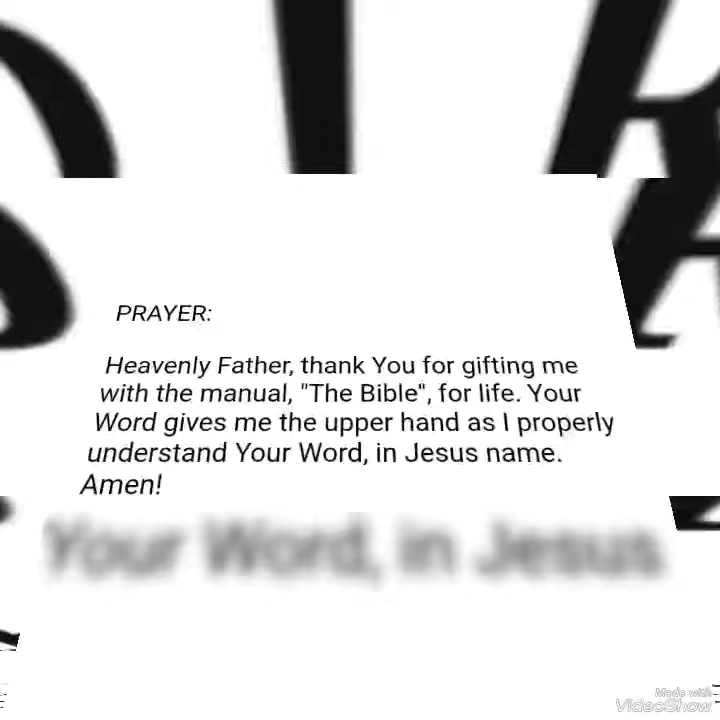 PRAYER:
Heavenly Father, thank You for gifting me
with the manual, "The Bible", for life. Your
Word gives me the upper hand as I properly
understand Your Word, in Jesus name.
Amen!
Your Word, in Jesus
Made with
VideoShow